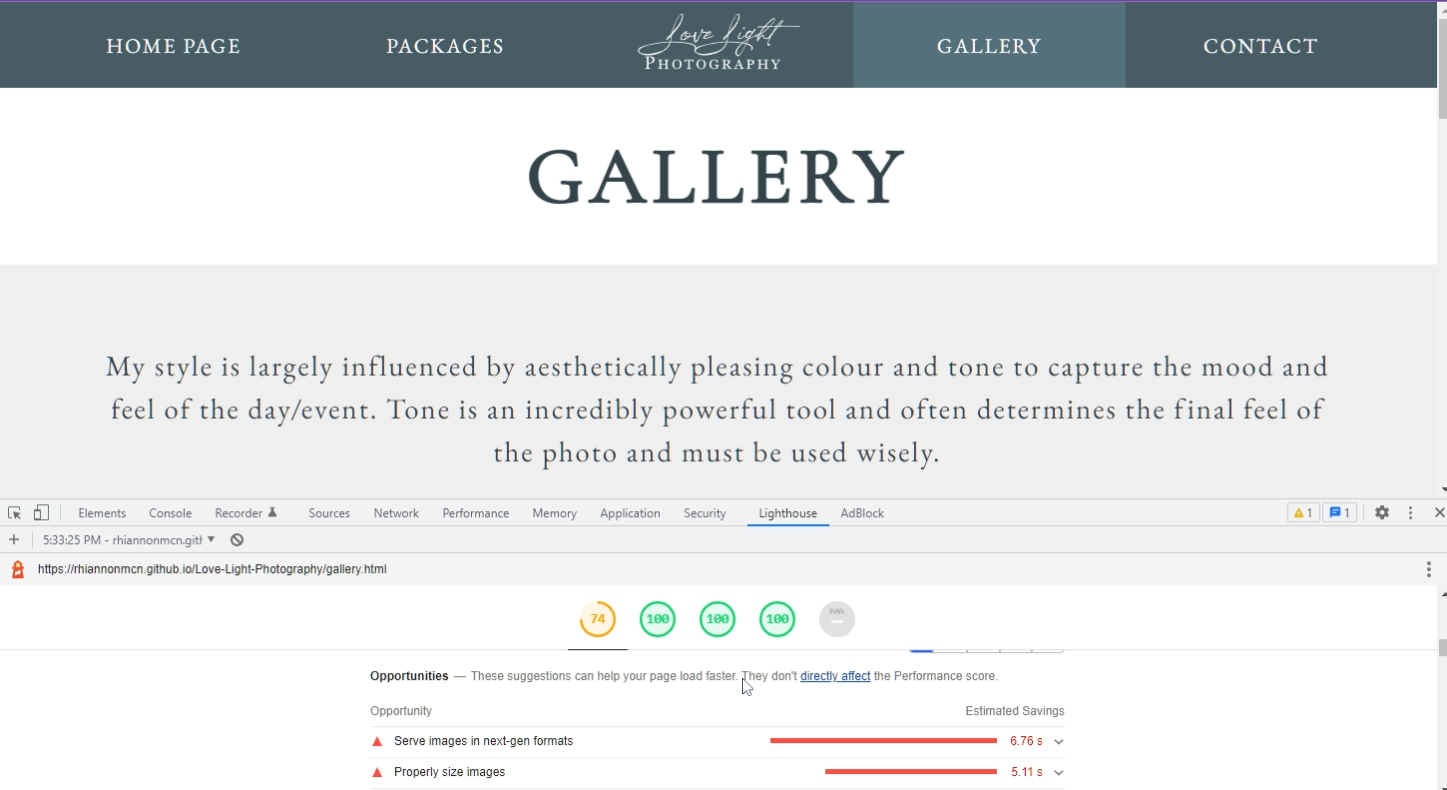 HOME PAGE
PACKAGES
Love Light
PHOTOGRAPHY
GALLERY
CONTACT
GALLERY
My style is largely influenced by aesthetically pleasing colour and tone to capture the mood and
feel of the day/event. Tone is an incredibly powerful tool and often determines the final feel of
the photo and must be used wisely.
Elements Console Recorder Sources Network Performance Memory Application Security Lighthouse AdBlock 1 1
5:33:25 PM - rhiannonmcn.gith
https://rhiannonmcn.github.io/Love-Light-Photography/gallery.html
74 100 100 100 PWA
Opportunities — These suggestions can help your page load faster. They don't directly affect the Performance score.
Opportunity Estimated Savings
Serve images in next-gen formats 6.76 s
Properly size images 5.11 s